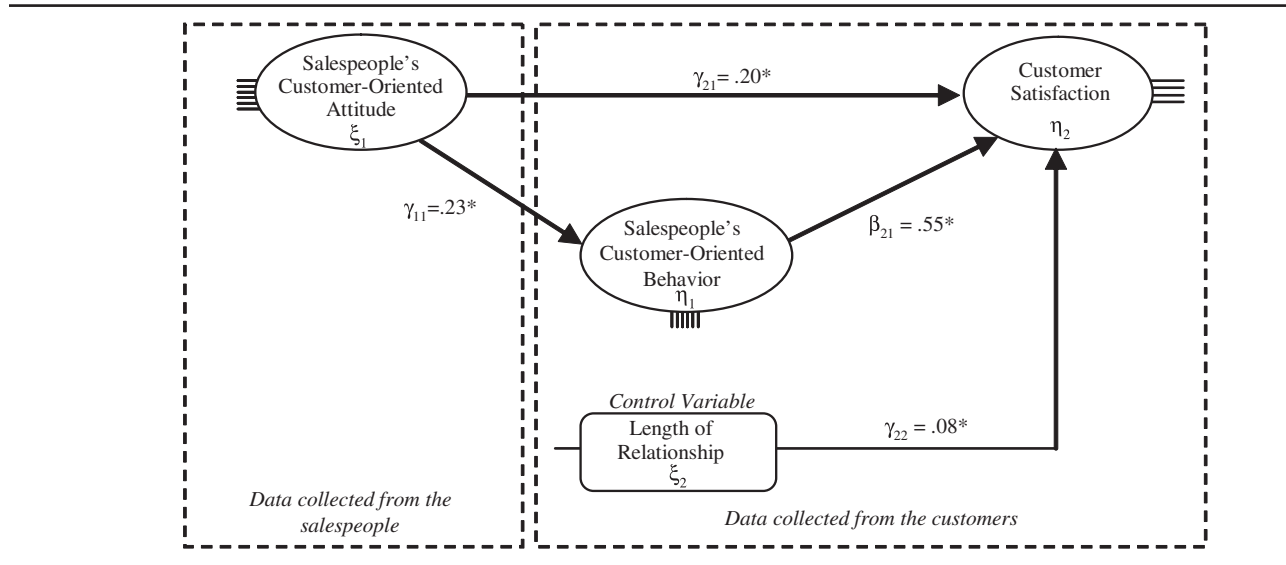 Salespeople's
Customer-Oriented
Attitude
ξ₁
γ₂₁= .20*
Customer
Satisfaction
η₂
γ₁₁=.23*
Salespeople's
Customer-Oriented
Behavior
η₁
β₂₁ = .55*
Control Variable
Length of
Relationship
ξ₂
γ₂₂ = .08*
Data collected from the
salespeople
Data collected from the customers